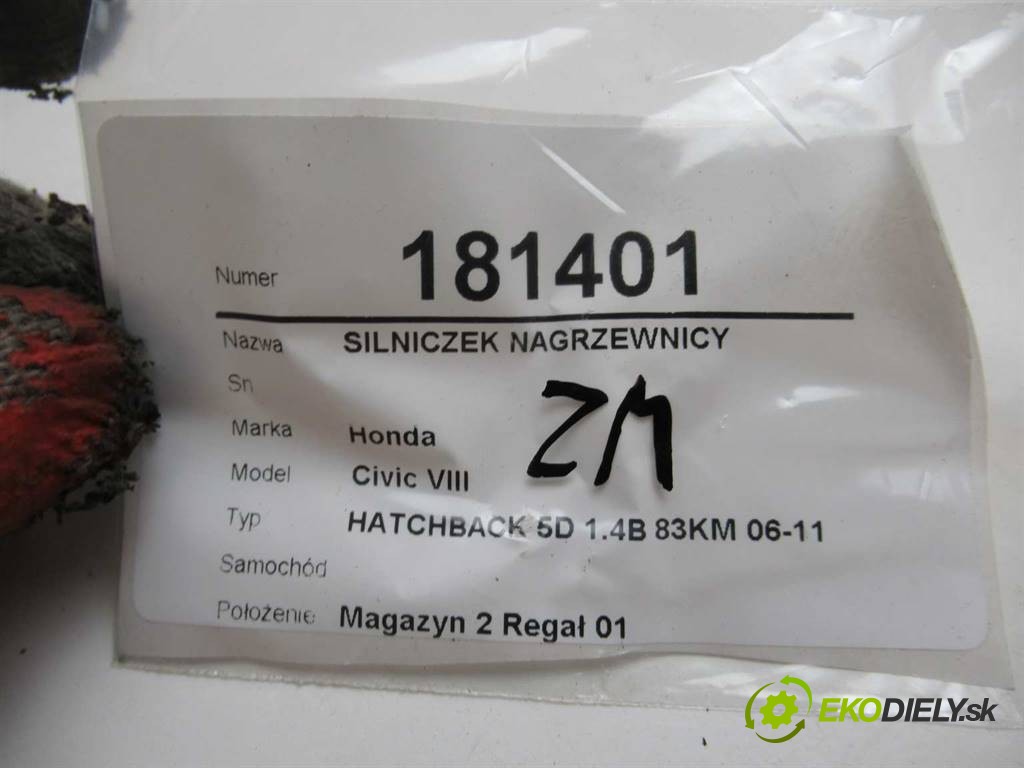 Numer 181401
Nazwa SILNICZEK NAGRZEWNICY
Sn
ZM
Marka Honda
Model Civic VIII
Typ HATCHBACK 5D 1.4B 83KM 06-11
Samochód
Położenie Magazyn 2 Regał 01
EKODIELY.sk